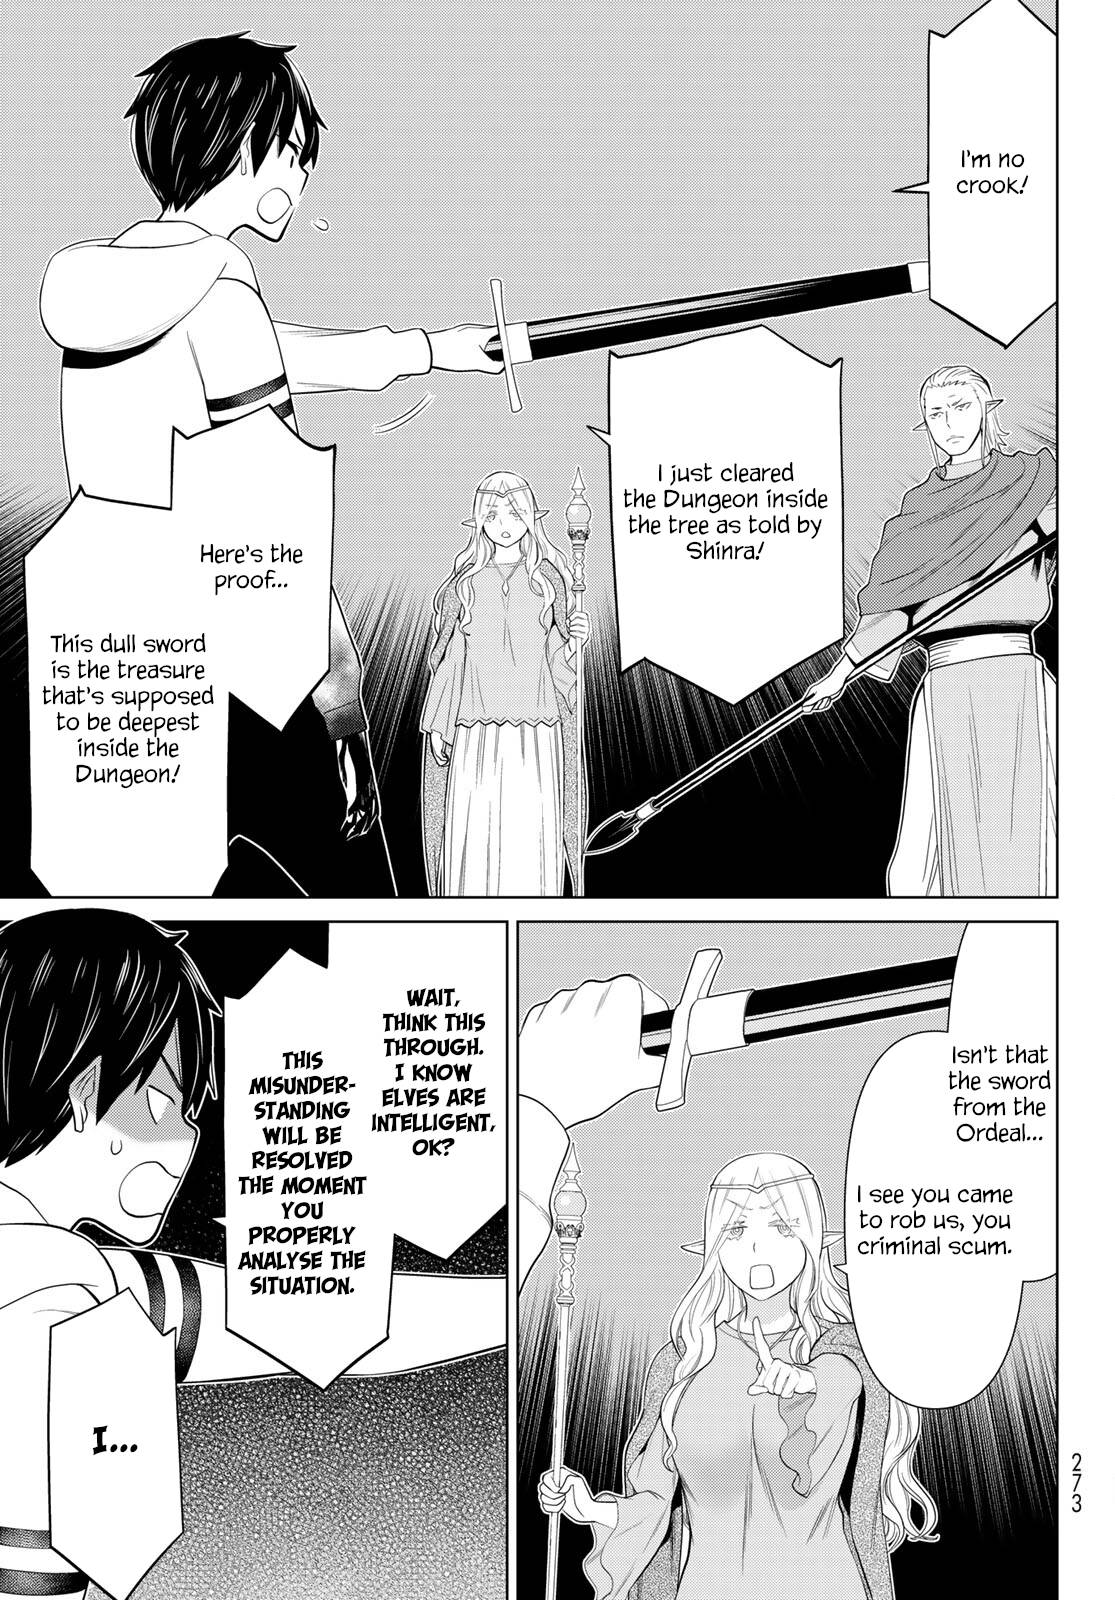 I'm no
crook!
I just cleared
the Dungeon inside
the tree as told by
Shinra!
Here's the
proof...
This dull sword
is the treasure
that's supposed
to be deepest
inside the
Dungeon!
Isn't that
the sword
from the
Ordeal...
I see you came
to rob us, you
criminal scum.
WAIT,
THINK THIS
THROUGH.
I KNOW
ELVES ARE
INTELLIGENT,
OK?
THIS
MISUNDER-
STANDING
WILL BE
RESOLVED
THE MOMENT
YOU
PROPERLY
ANALYSE THE
SITUATION.
I...
273